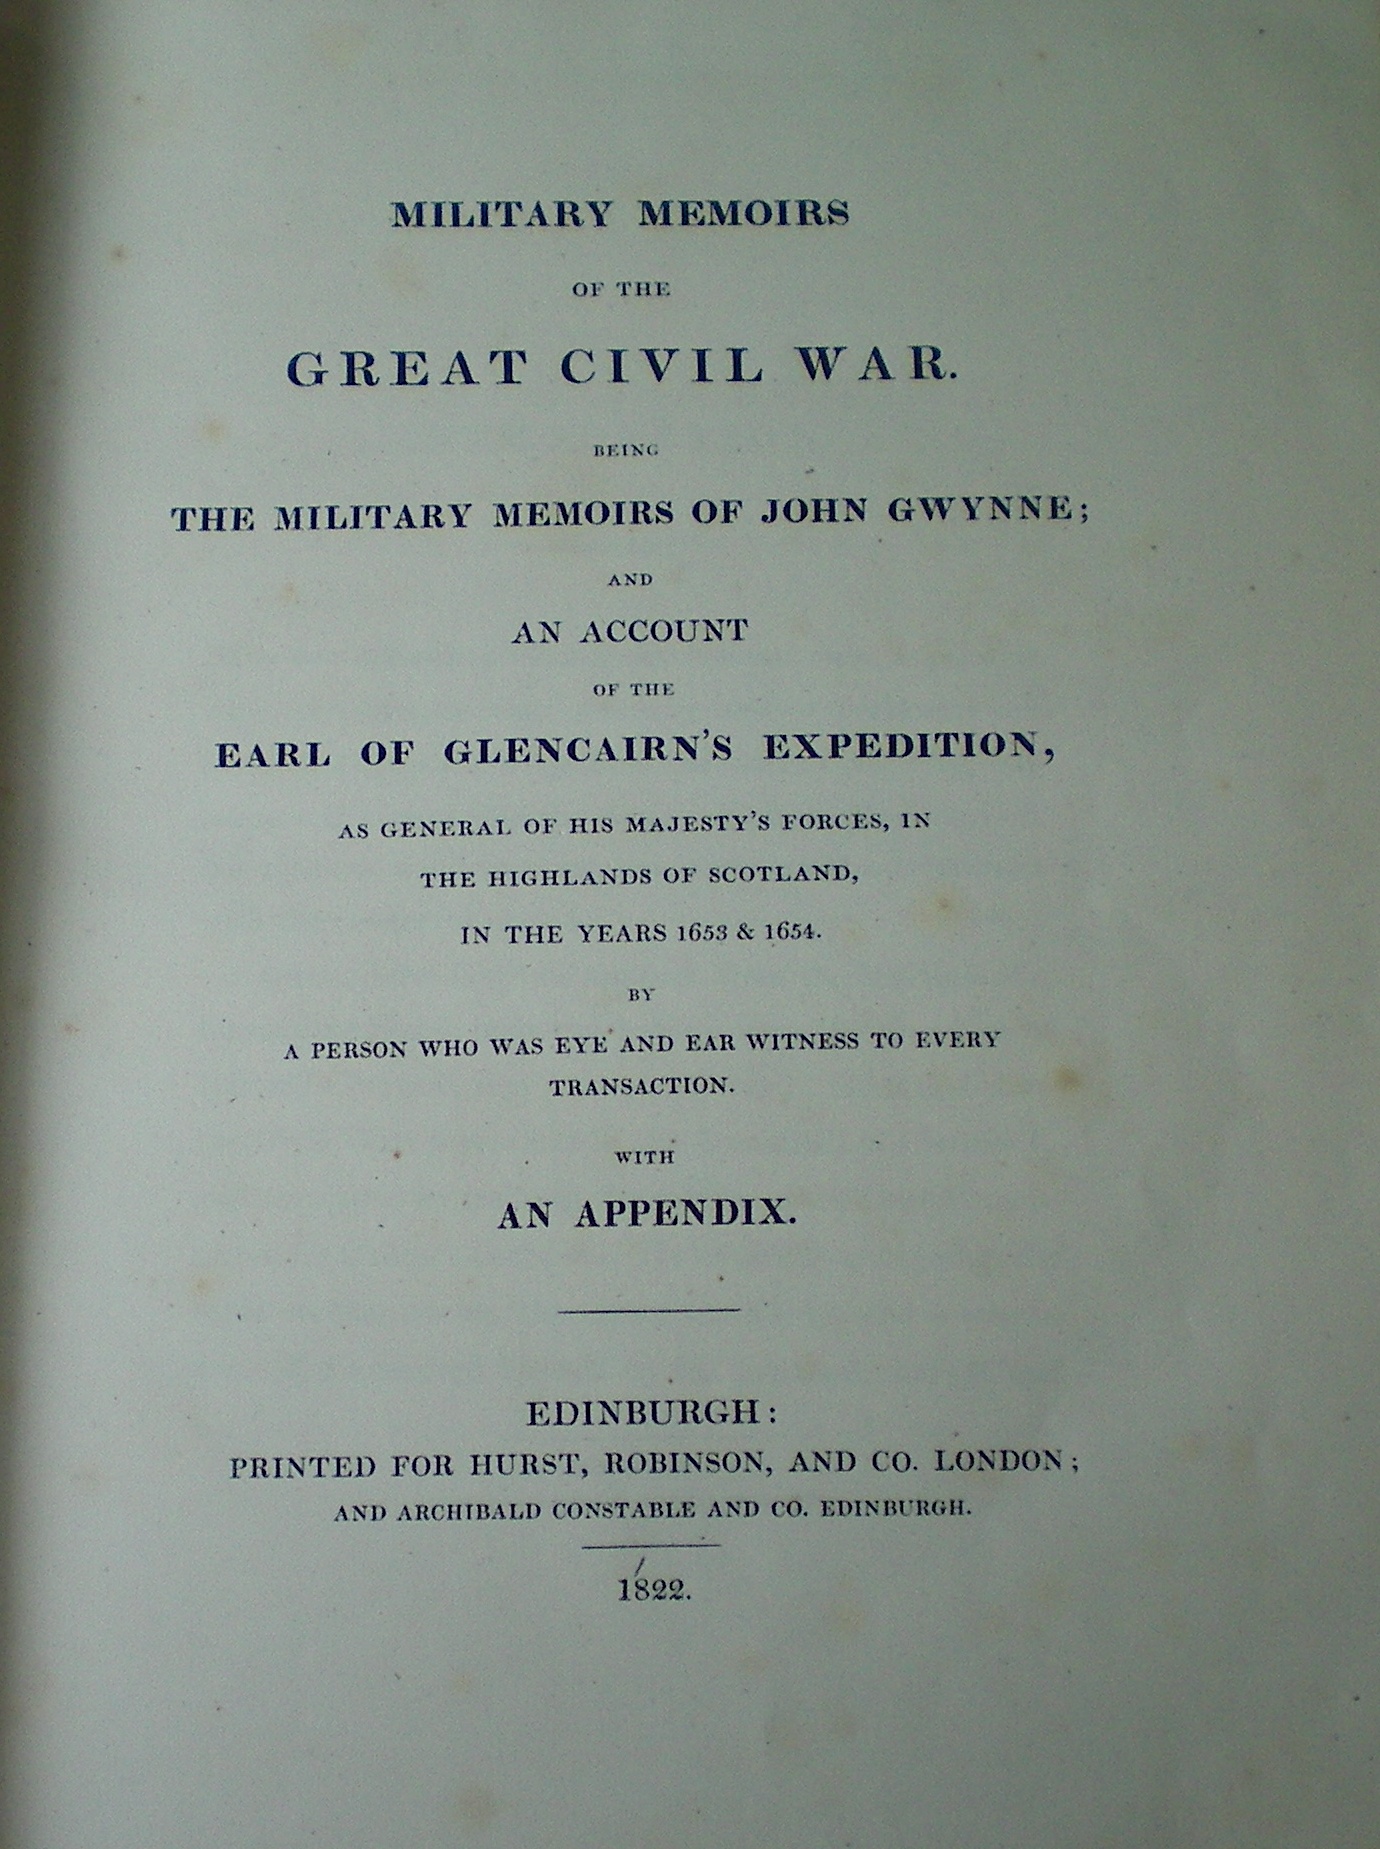 MILITARY MEMOIRS
OF THE
GREAT CIVIL WAR.
BEING
THE MILITARY MEMOIRS OF JOHN GWYNNE;
AND
AN ACCOUNT
OF THE
EARL OF GLENCAIRN'S EXPEDITION,
AS GENERAL OF HIS MAJESTY'S FORCES, IN
THE HIGHLANDS OF SCOTLAND,
IN THE YEARS 1653 & 1654.
BY
A PERSON WHO WAS EYE AND EAR WITNESS TO EVERY
TRANSACTION.
WITH
AN APPENDIX.
EDINBURGH:
PRINTED FOR HURST, ROBINSON, AND CO. LONDON;
AND ARCHIBALD CONSTABLE AND CO. EDINBURGH.
1822.